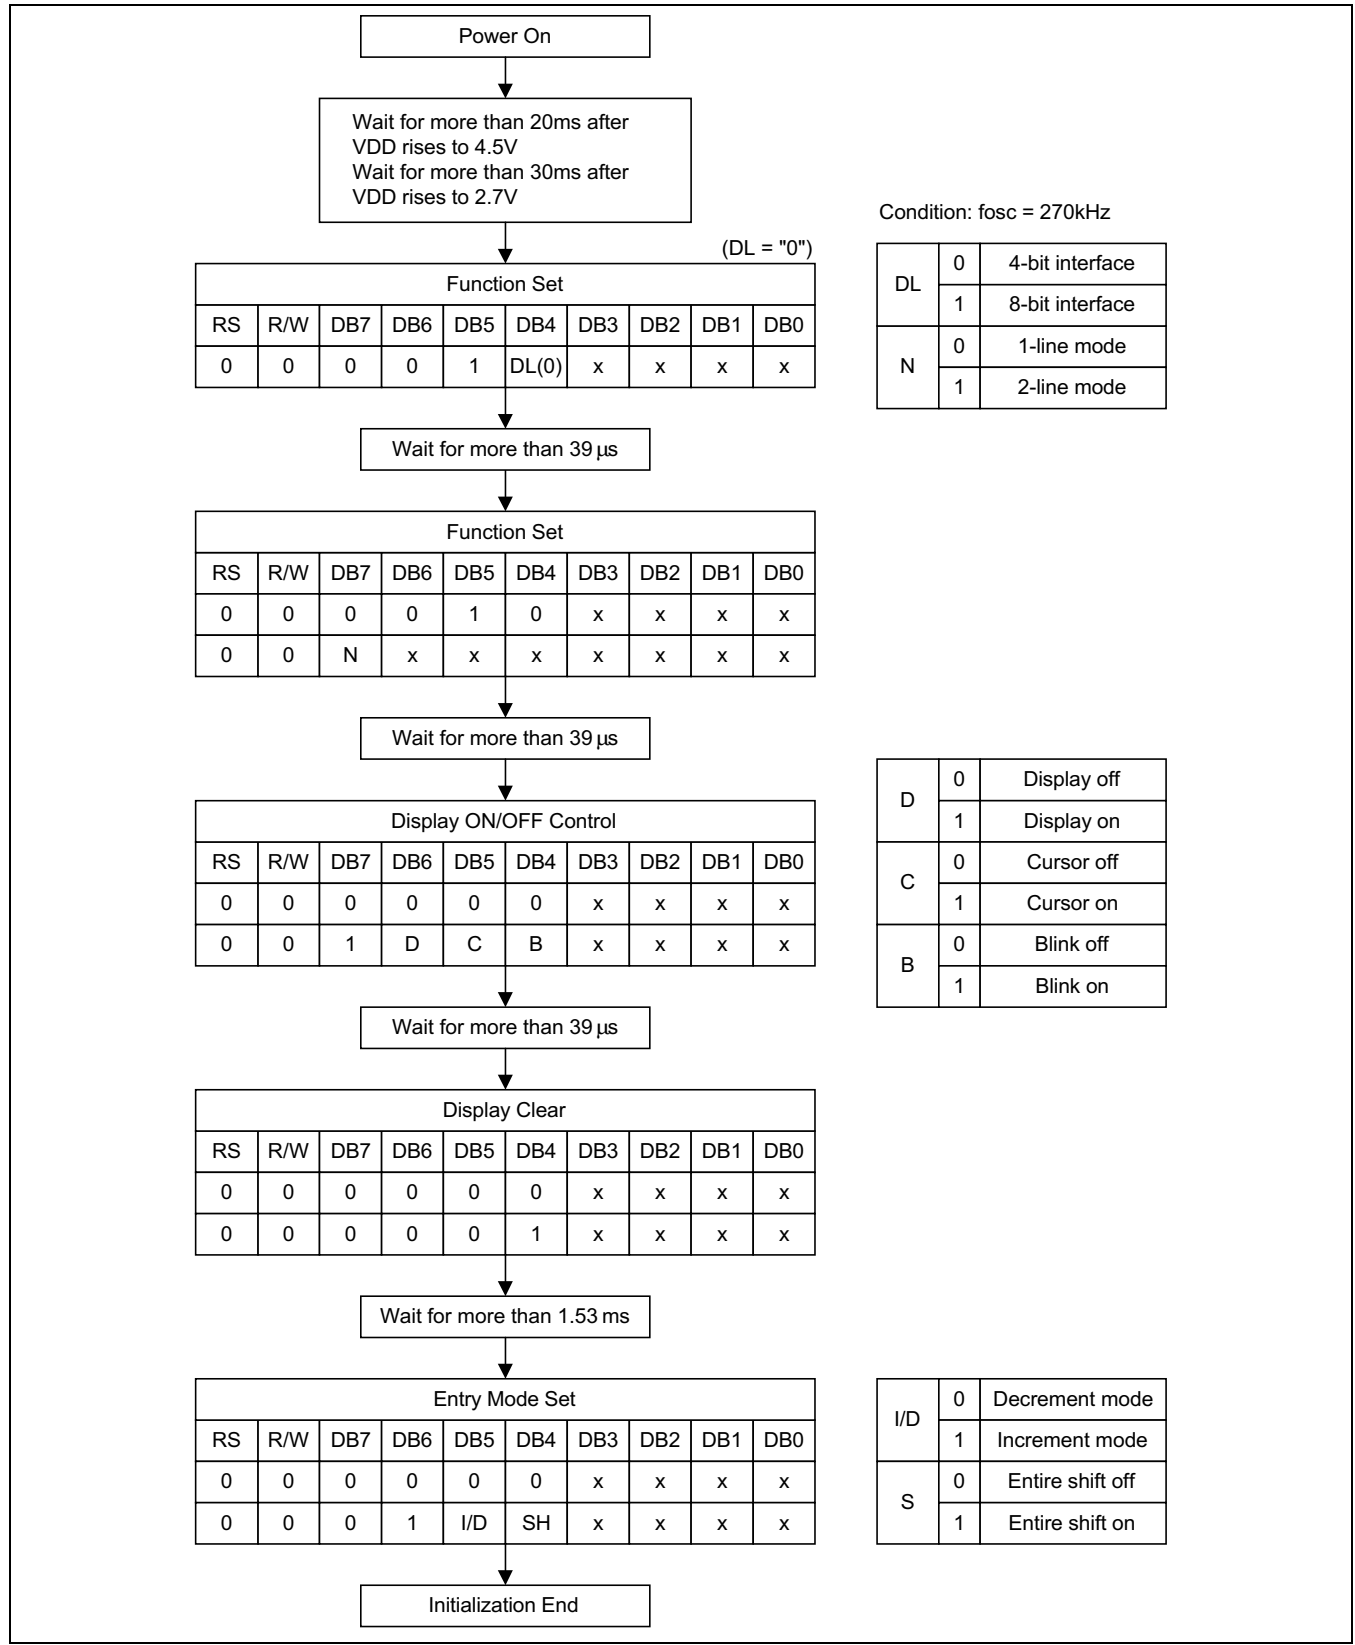 Power On
Wait for more than 20ms after
VDD rises to 4.5V
Wait for more than 30ms after
VDD rises to 2.7V
Condition: fosc = 270kHz
(DL = "0")
Function Set
RS R/W DB7 DB6 DB5 DB4 DB3 DB2 DB1 DB0
0 0 0 0 1 DL(0) x x x x
DL
0 4-bit interface
1 8-bit interface
N
0 1-line mode
1 2-line mode
Wait for more than 39 µs
Function Set
RS R/W DB7 DB6 DB5 DB4 DB3 DB2 DB1 DB0
0 0 0 0 1 0 x x x x
0 0 N x x x x x x x
Wait for more than 39 µs
Display ON/OFF Control
RS R/W DB7 DB6 DB5 DB4 DB3 DB2 DB1 DB0
0 0 0 0 0 0 x x x x
0 0 1 D C B x x x x
D
0 Display off
1 Display on
C
0 Cursor off
1 Cursor on
B
0 Blink off
1 Blink on
Wait for more than 39 µs
Display Clear
RS R/W DB7 DB6 DB5 DB4 DB3 DB2 DB1 DB0
0 0 0 0 0 0 x x x x
0 0 0 0 0 1 x x x x
Wait for more than 1.53 ms
Entry Mode Set
RS R/W DB7 DB6 DB5 DB4 DB3 DB2 DB1 DB0
0 0 0 0 0 0 x x x x
0 0 0 1 I/D SH x x x x
I/D
0 Decrement mode
1 Increment mode
S
0 Entire shift off
1 Entire shift on
Initialization End